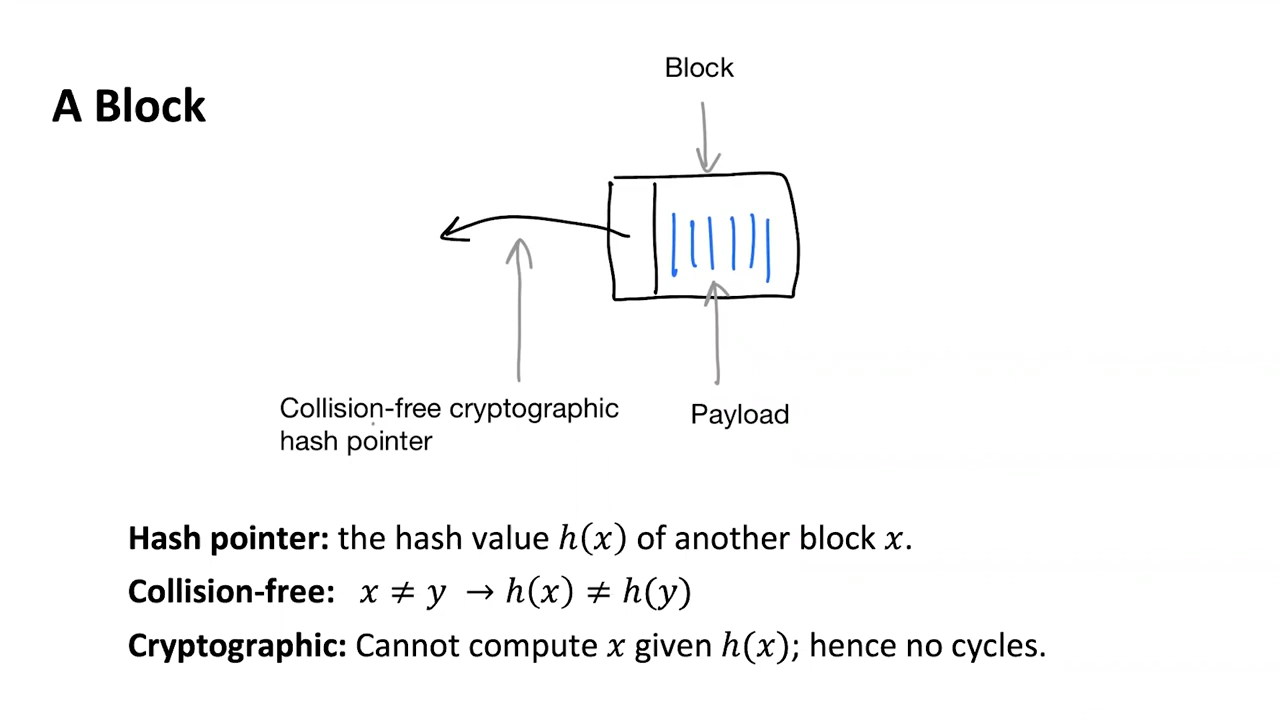 A Block
Block
Collision-free cryptographic
hash pointer
Payload
Hash pointer: the hash value h(x) of another block x.
Collision-free: x ≠ y → h(x) ≠ h(y)
Cryptographic: Cannot compute x given h(x); hence no cycles.